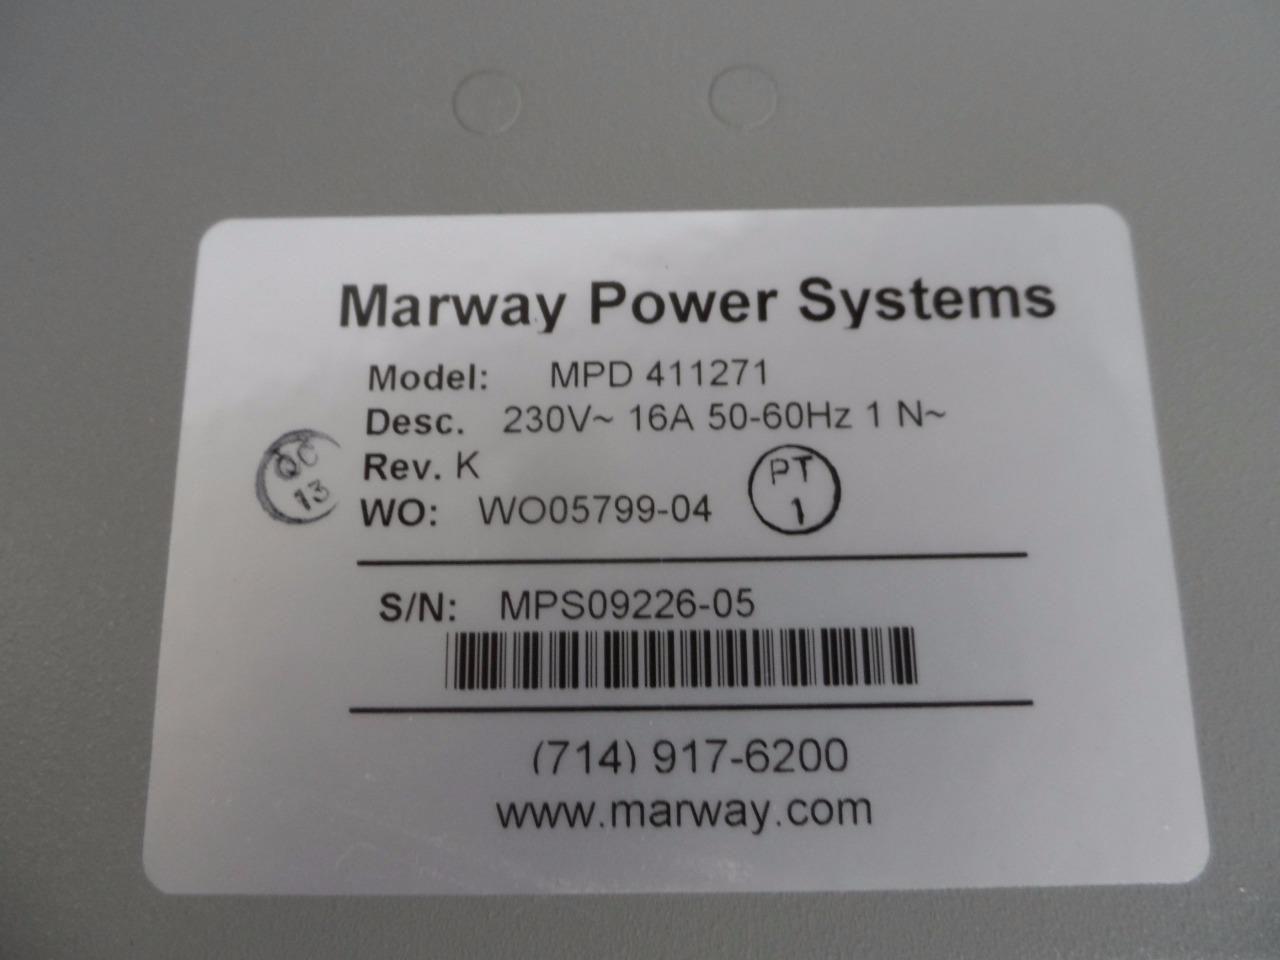 Marway Power Systems
Model: MPD 411271
Desc. 230V~ 16A 50-60Hz 1 N~
Rev. K
WO: WO05799-04
QC
13
PT
1
S/N: MPS09226-05
(714) 917-6200
www.marway.com